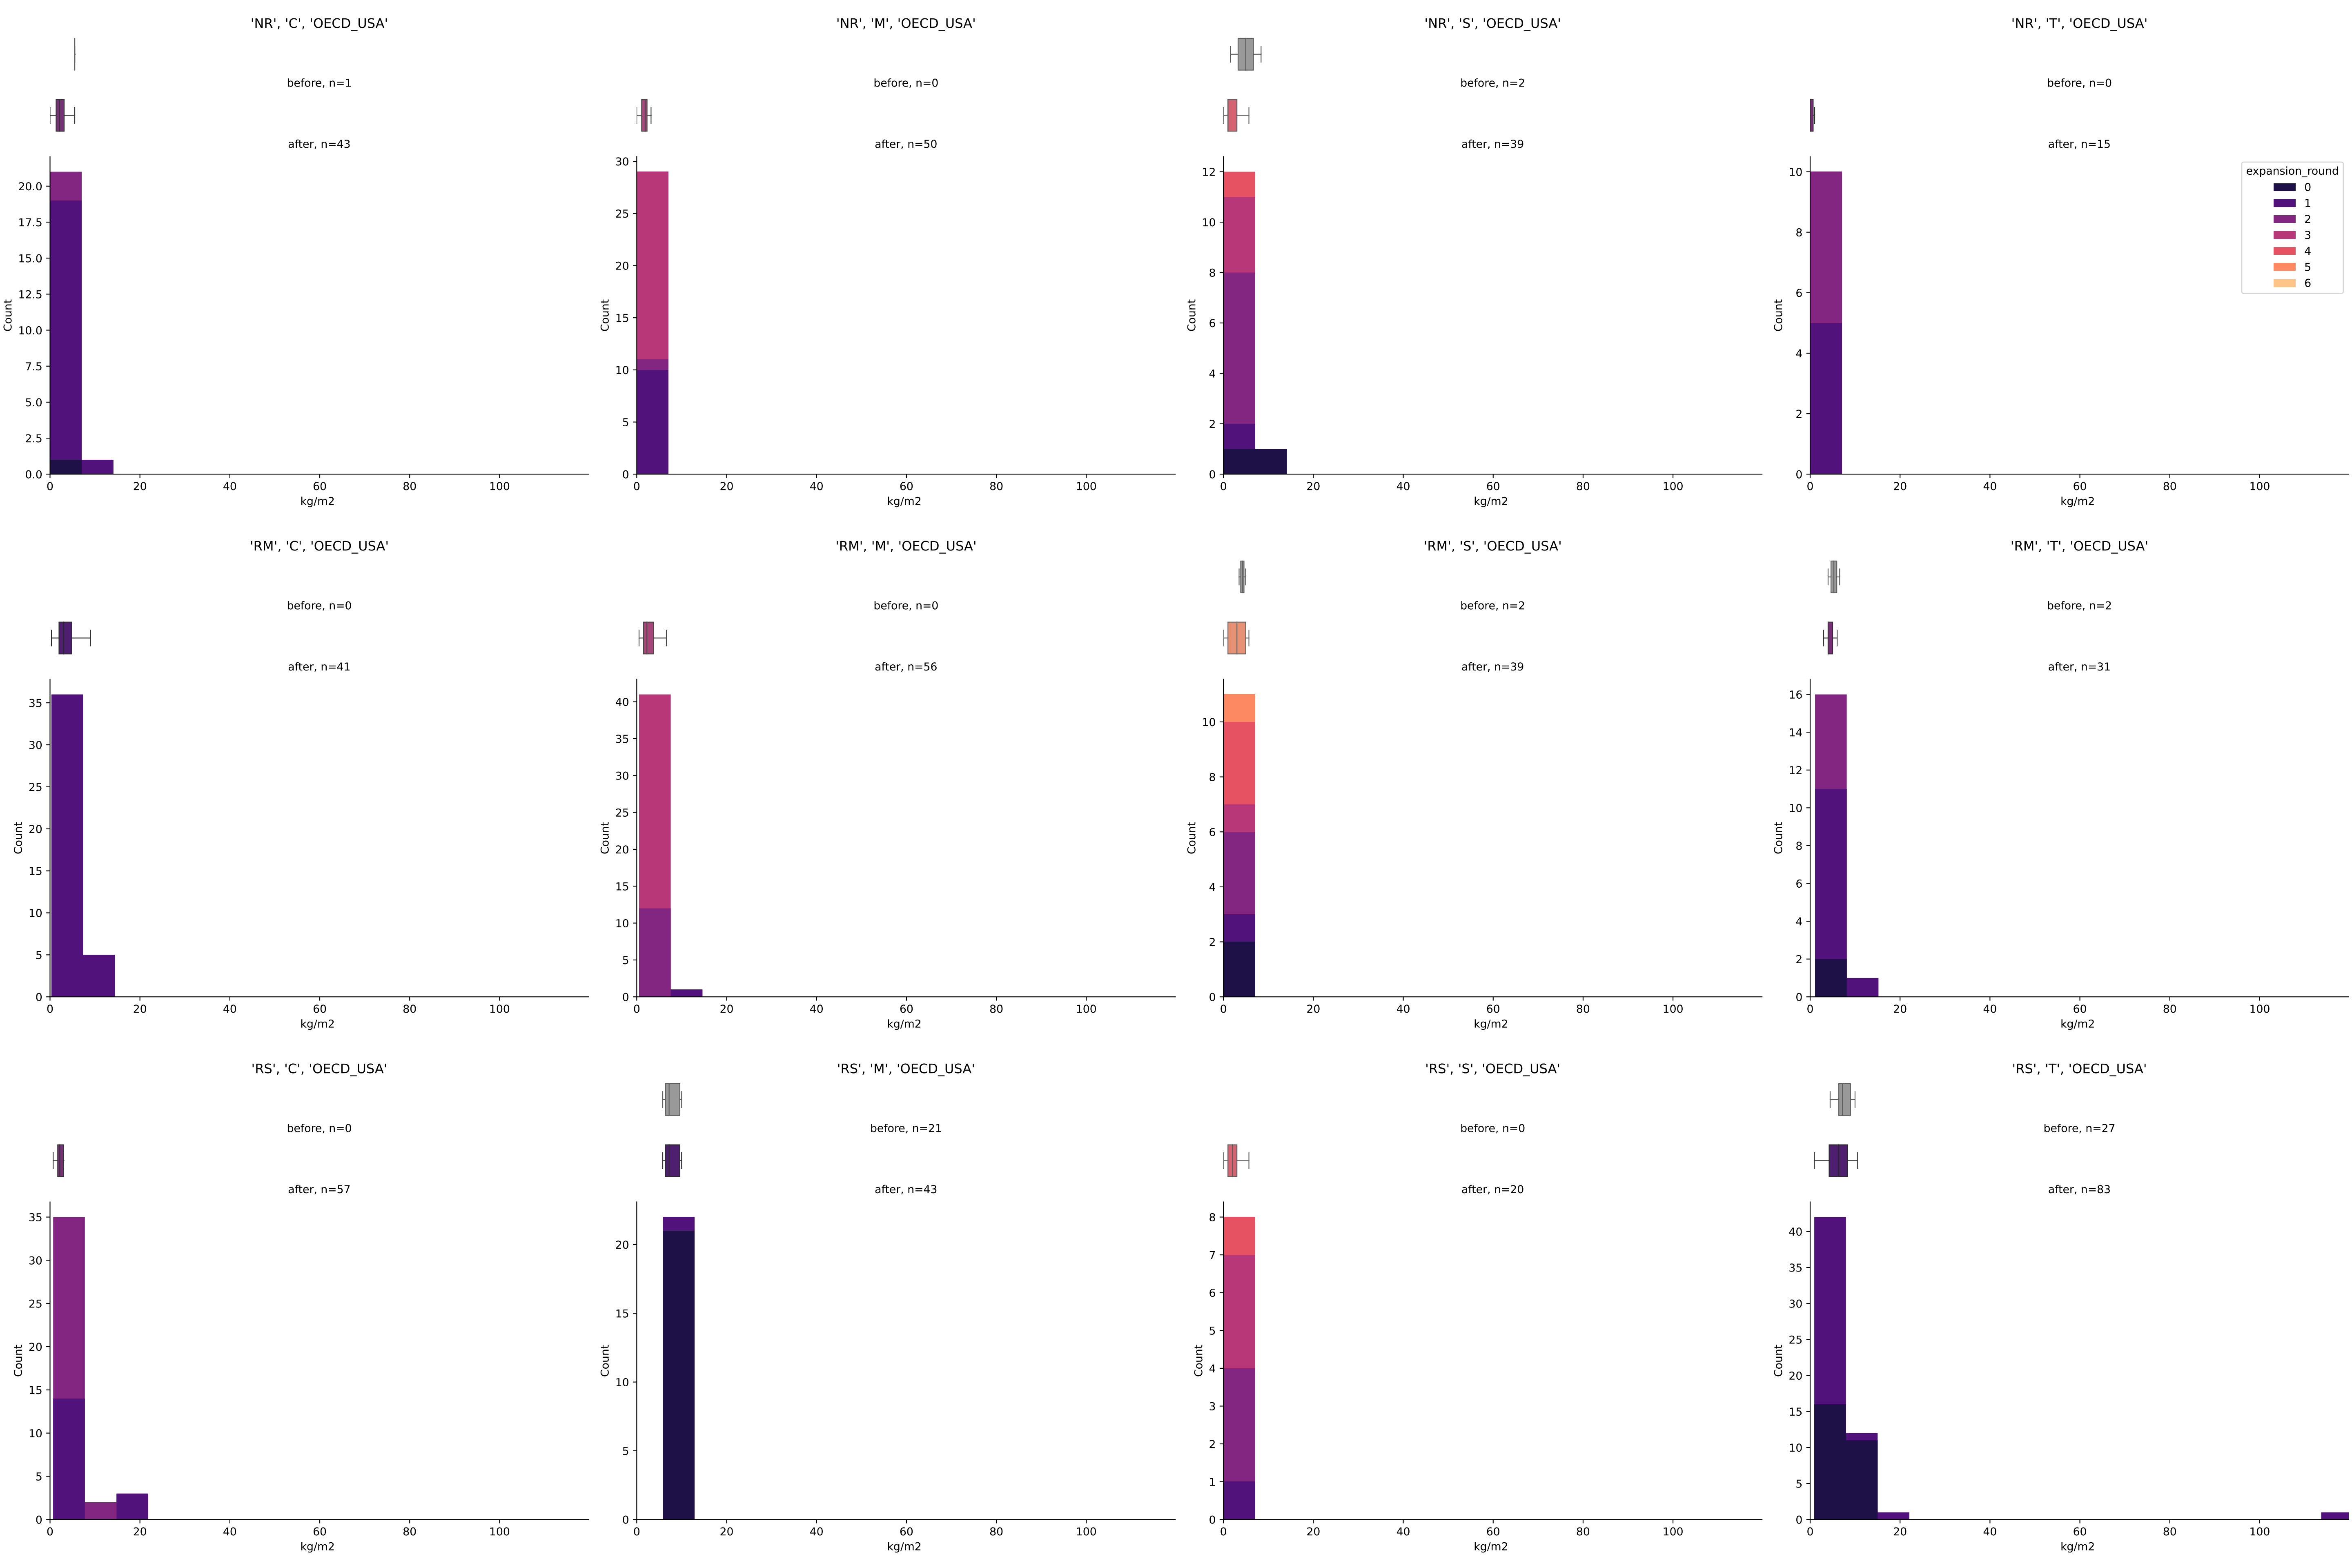 'NR', 'C', 'OECD_USA'
before, n=1
after, n=43
20.0
17.5
15.0
12.5
10.0
7.5
5.0
2.5
0.0
Count
0 20 40 60 80 100
kg/m2
'NR', 'M', 'OECD_USA'
before, n=0
after, n=50
30
25
20
15
10
5
0
Count
0 20 40 60 80 100
kg/m2
'NR', 'S', 'OECD_USA'
before, n=2
after, n=39
12
10
8
6
4
2
0
Count
0 20 40 60 80 100
kg/m2
'NR', 'T', 'OECD_USA'
before, n=0
after, n=15
10
8
6
4
2
0
Count
0 20 40 60 80 100
kg/m2
expansion_round
0
1
2
3
4
5
6
'RM', 'C', 'OECD_USA'
before, n=0
after, n=41
35
30
25
20
15
10
5
0
Count
0 20 40 60 80 100
kg/m2
'RM', 'M', 'OECD_USA'
before, n=0
after, n=56
40
35
30
25
20
15
10
5
0
Count
0 20 40 60 80 100
kg/m2
'RM', 'S', 'OECD_USA'
before, n=2
after, n=39
10
8
6
4
2
0
Count
0 20 40 60 80 100
kg/m2
'RM', 'T', 'OECD_USA'
before, n=2
after, n=31
16
14
12
10
8
6
4
2
0
Count
0 20 40 60 80 100
kg/m2
'RS', 'C', 'OECD_USA'
before, n=0
after, n=57
35
30
25
20
15
10
5
0
Count
0 20 40 60 80 100
kg/m2
'RS', 'M', 'OECD_USA'
before, n=21
after, n=43
20
15
10
5
0
Count
0 20 40 60 80 100
kg/m2
'RS', 'S', 'OECD_USA'
before, n=0
after, n=20
8
7
6
5
4
3
2
1
0
Count
0 20 40 60 80 100
kg/m2
'RS', 'T', 'OECD_USA'
before, n=27
after, n=83
40
35
30
25
20
15
10
5
0
Count
0 20 40 60 80 100
kg/m2